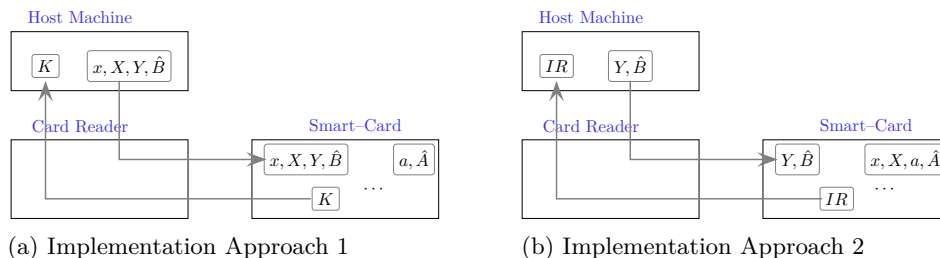 Host Machine
K
x, X, Y, B̂
Card Reader
Smart–Card
x, X, Y, B̂
a, Â
...
K
(a) Implementation Approach 1
Host Machine
IR
Y, B̂
Card Reader
Smart–Card
Y, B̂
x, X, a, Â
...
IR
(b) Implementation Approach 2